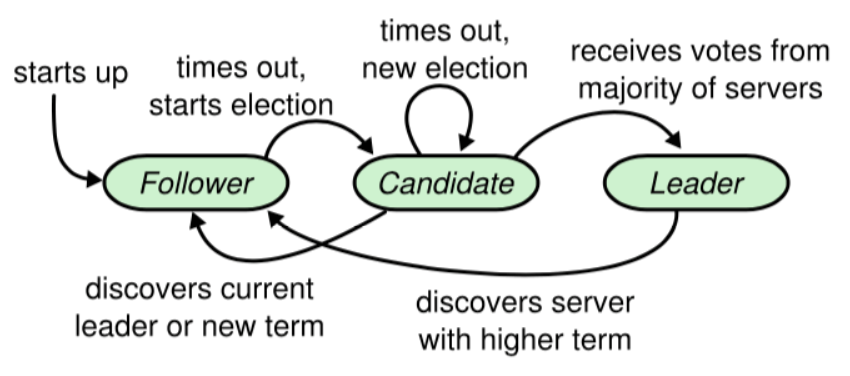 times out,
new election
receives votes from
majority of servers
starts up
times out,
starts election
Follower
Candidate
Leader
discovers current
leader or new term
discovers server
with higher term